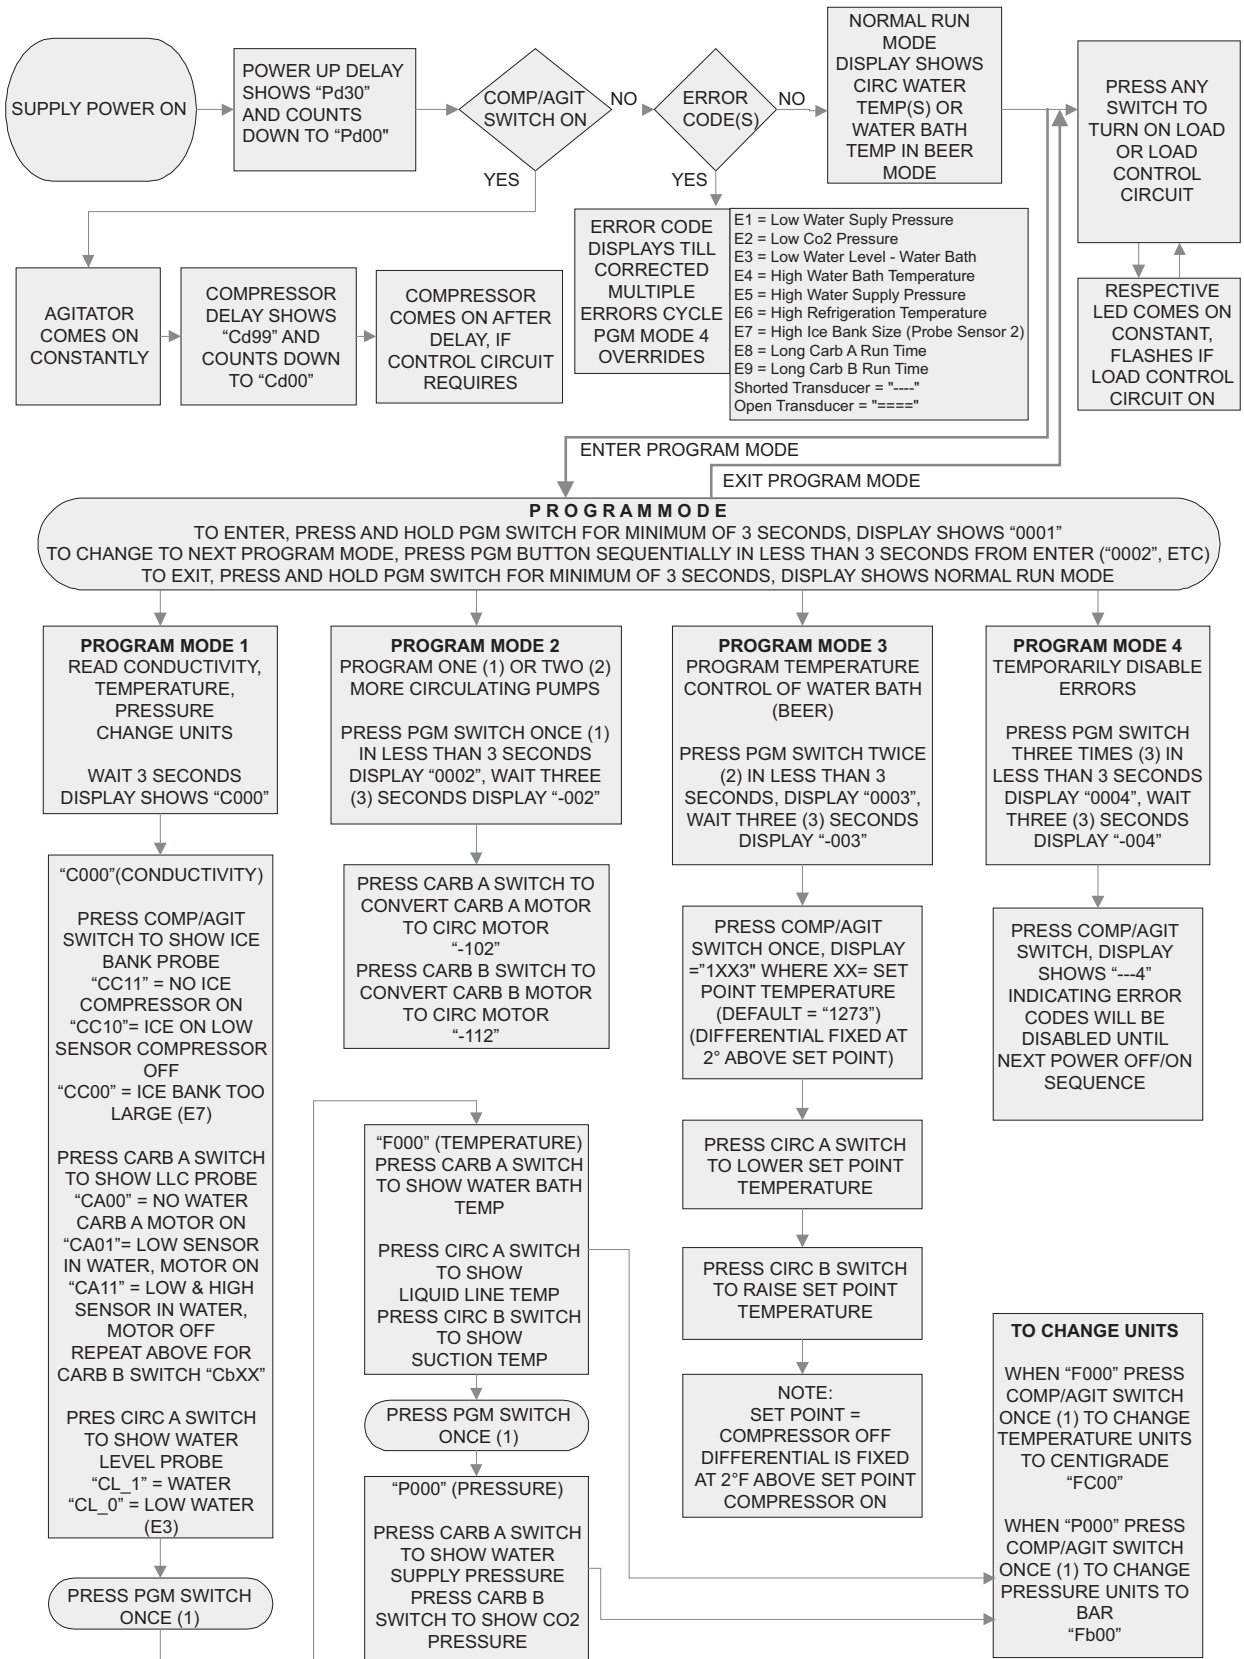 SUPPLY POWER ON
POWER UP DELAY
SHOWS “Pd30”
AND COUNTS
DOWN TO “Pd00"
COMP/AGIT
SWITCH ON
NO
YES
ERROR
CODE(S)
NO
YES
NORMAL RUN
MODE
DISPLAY SHOWS
CIRC WATER
TEMP(S) OR
WATER BATH
TEMP IN BEER
MODE
PRESS ANY
SWITCH TO
TURN ON LOAD
OR LOAD
CONTROL
CIRCUIT
AGITATOR
COMES ON
CONSTANTLY
COMPRESSOR
DELAY SHOWS
“Cd99” AND
COUNTS DOWN
TO “Cd00”
COMPRESSOR
COMES ON AFTER
DELAY, IF
CONTROL CIRCUIT
REQUIRES
ERROR CODE
DISPLAYS TILL
CORRECTED
MULTIPLE
ERRORS CYCLE
PGM MODE 4
OVERRIDES
E1 = Low Water Suply Pressure
E2 = Low Co2 Pressure
E3 = Low Water Level - Water Bath
E4 = High Water Bath Temperature
E5 = High Water Supply Pressure
E6 = High Refrigeration Temperature
E7 = High Ice Bank Size (Probe Sensor 2)
E8 = Long Carb A Run Time
E9 = Long Carb B Run Time
Shorted Transducer = "----"
Open Transducer = "===="
RESPECTIVE
LED COMES ON
CONSTANT,
FLASHES IF
LOAD CONTROL
CIRCUIT ON
ENTER PROGRAM MODE
EXIT PROGRAM MODE
P R O G R A M M O D E
TO ENTER, PRESS AND HOLD PGM SWITCH FOR MINIMUM OF 3 SECONDS, DISPLAY SHOWS “0001”
TO CHANGE TO NEXT PROGRAM MODE, PRESS PGM BUTTON SEQUENTIALLY IN LESS THAN 3 SECONDS FROM ENTER (“0002”, ETC)
TO EXIT, PRESS AND HOLD PGM SWITCH FOR MINIMUM OF 3 SECONDS, DISPLAY SHOWS NORMAL RUN MODE
PROGRAM MODE 1
READ CONDUCTIVITY,
TEMPERATURE,
PRESSURE
CHANGE UNITS
WAIT 3 SECONDS
DISPLAY SHOWS “C000”
PROGRAM MODE 2
PROGRAM ONE (1) OR TWO (2)
MORE CIRCULATING PUMPS
PRESS PGM SWITCH ONCE (1)
IN LESS THAN 3 SECONDS
DISPLAY “0002”, WAIT THREE
(3) SECONDS DISPLAY “-002”
PROGRAM MODE 3
PROGRAM TEMPERATURE
CONTROL OF WATER BATH
(BEER)
PRESS PGM SWITCH TWICE
(2) IN LESS THAN 3
SECONDS, DISPLAY “0003”,
WAIT THREE (3) SECONDS
DISPLAY “-003”
PROGRAM MODE 4
TEMPORARILY DISABLE
ERRORS
PRESS PGM SWITCH
THREE TIMES (3) IN
LESS THAN 3 SECONDS
DISPLAY “0004”, WAIT
THREE (3) SECONDS
DISPLAY “-004”
“C000”(CONDUCTIVITY)
PRESS COMP/AGIT
SWITCH TO SHOW ICE
BANK PROBE
“CC11” = NO ICE
COMPRESSOR ON
“CC10”= ICE ON LOW
SENSOR COMPRESSOR
OFF
“CC00” = ICE BANK TOO
LARGE (E7)
PRESS CARB A SWITCH
TO SHOW LLC PROBE
“CA00” = NO WATER
CARB A MOTOR ON
“CA01”= LOW SENSOR
IN WATER, MOTOR ON
“CA11” = LOW & HIGH
SENSOR IN WATER,
MOTOR OFF
REPEAT ABOVE FOR
CARB B SWITCH “CbXX”
PRES CIRC A SWITCH
TO SHOW WATER
LEVEL PROBE
“CL_1” = WATER
“CL_0” = LOW WATER
(E3)
PRESS PGM SWITCH
ONCE (1)
PRESS CARB A SWITCH TO
CONVERT CARB A MOTOR
TO CIRC MOTOR
“-102”
PRESS CARB B SWITCH TO
CONVERT CARB B MOTOR
TO CIRC MOTOR
“-112”
“F000” (TEMPERATURE)
PRESS CARB A SWITCH
TO SHOW WATER BATH
TEMP
PRESS CIRC A SWITCH
TO SHOW
LIQUID LINE TEMP
PRESS CIRC B SWITCH
TO SHOW
SUCTION TEMP
PRESS PGM SWITCH
ONCE (1)
“P000” (PRESSURE)
PRESS CARB A SWITCH
TO SHOW WATER
SUPPLY PRESSURE
PRESS CARB B
SWITCH TO SHOW CO2
PRESSURE
PRESS COMP/AGIT
SWITCH ONCE, DISPLAY
=”1XX3" WHERE XX= SET
POINT TEMPERATURE
(DEFAULT = “1273”)
(DIFFERENTIAL FIXED AT
2° ABOVE SET POINT)
PRESS CIRC A SWITCH
TO LOWER SET POINT
TEMPERATURE
PRESS CIRC B SWITCH
TO RAISE SET POINT
TEMPERATURE
NOTE:
SET POINT =
COMPRESSOR OFF
DIFFERENTIAL IS FIXED
AT 2°F ABOVE SET POINT
COMPRESSOR ON
PRESS COMP/AGIT
SWITCH, DISPLAY
SHOWS “---4”
INDICATING ERROR
CODES WILL BE
DISABLED UNTIL
NEXT POWER OFF/ON
SEQUENCE
TO CHANGE UNITS
WHEN “F000” PRESS
COMP/AGIT SWITCH
ONCE (1) TO CHANGE
TEMPERATURE UNITS
TO CENTIGRADE
“FC00”
WHEN “P000” PRESS
COMP/AGIT SWITCH
ONCE (1) TO CHANGE
PRESSURE UNITS TO
BAR
“Fb00”